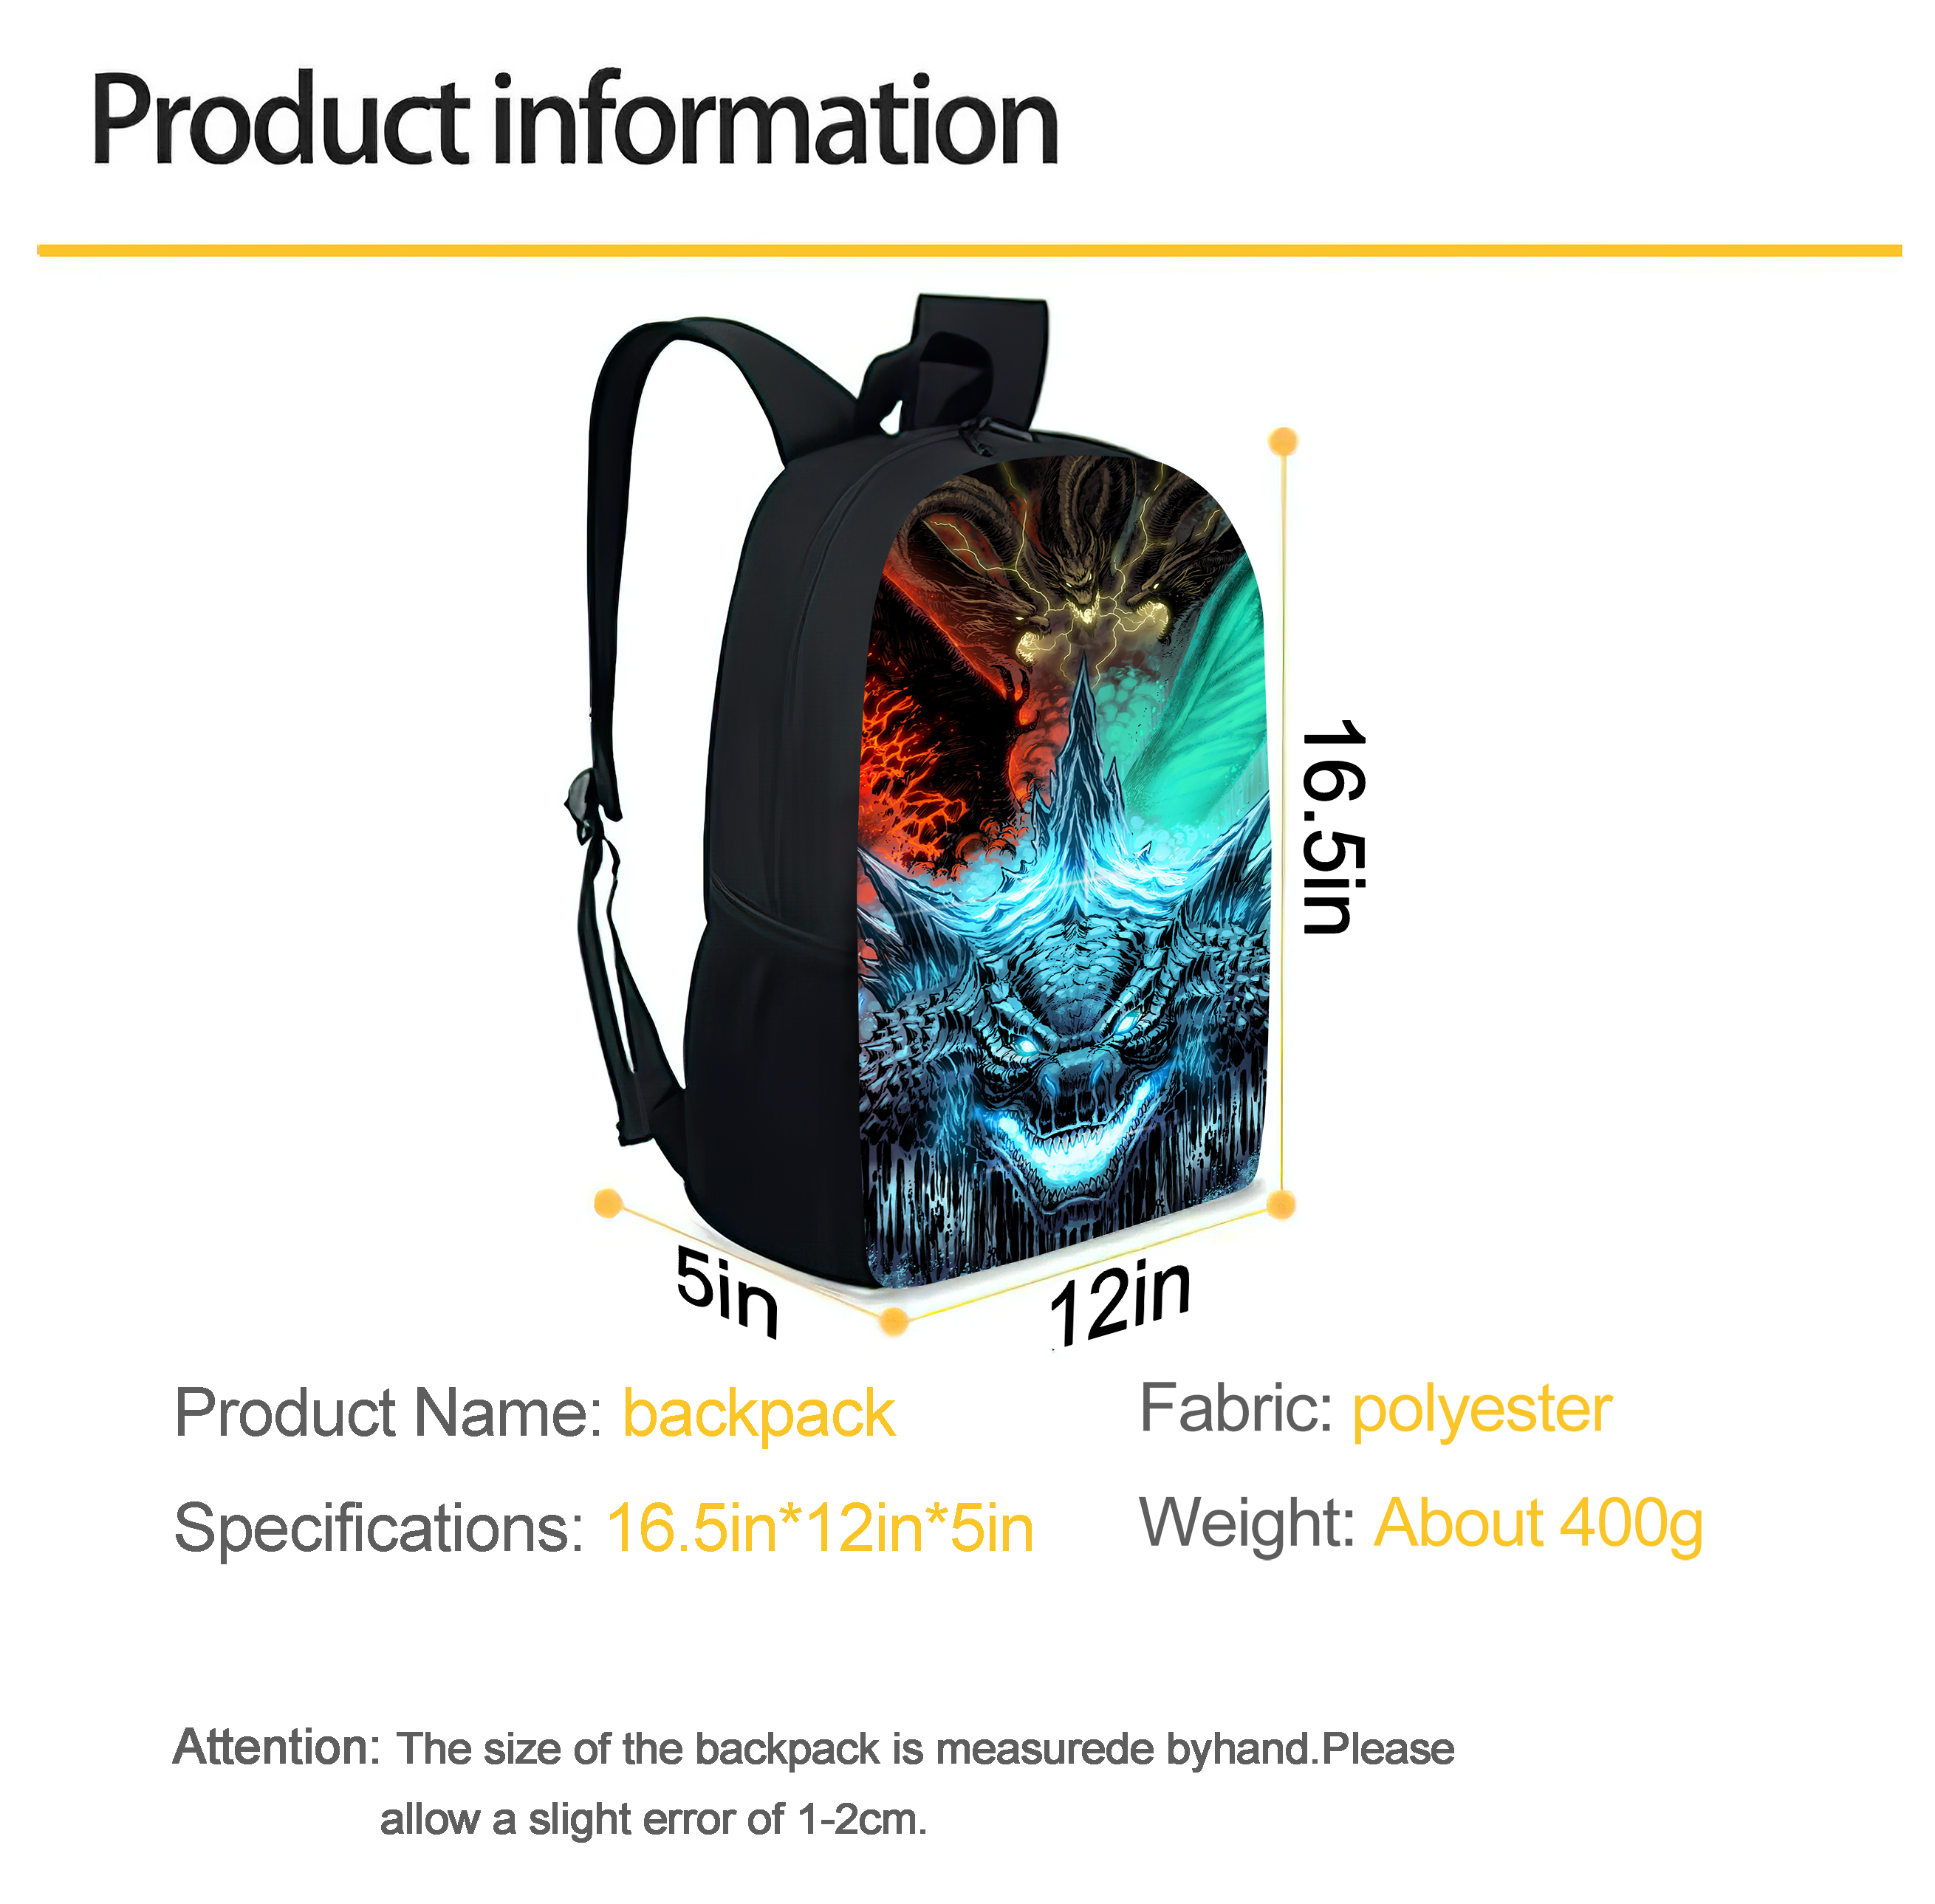 Product information
16.5in
5in
12in
Product Name: backpack
Fabric: polyester
Specifications: 16.5in*12in*5in
Weight: About 400g
Attention: The size of the backpack is measurede byhand.Please
allow a slight error of 1-2cm.